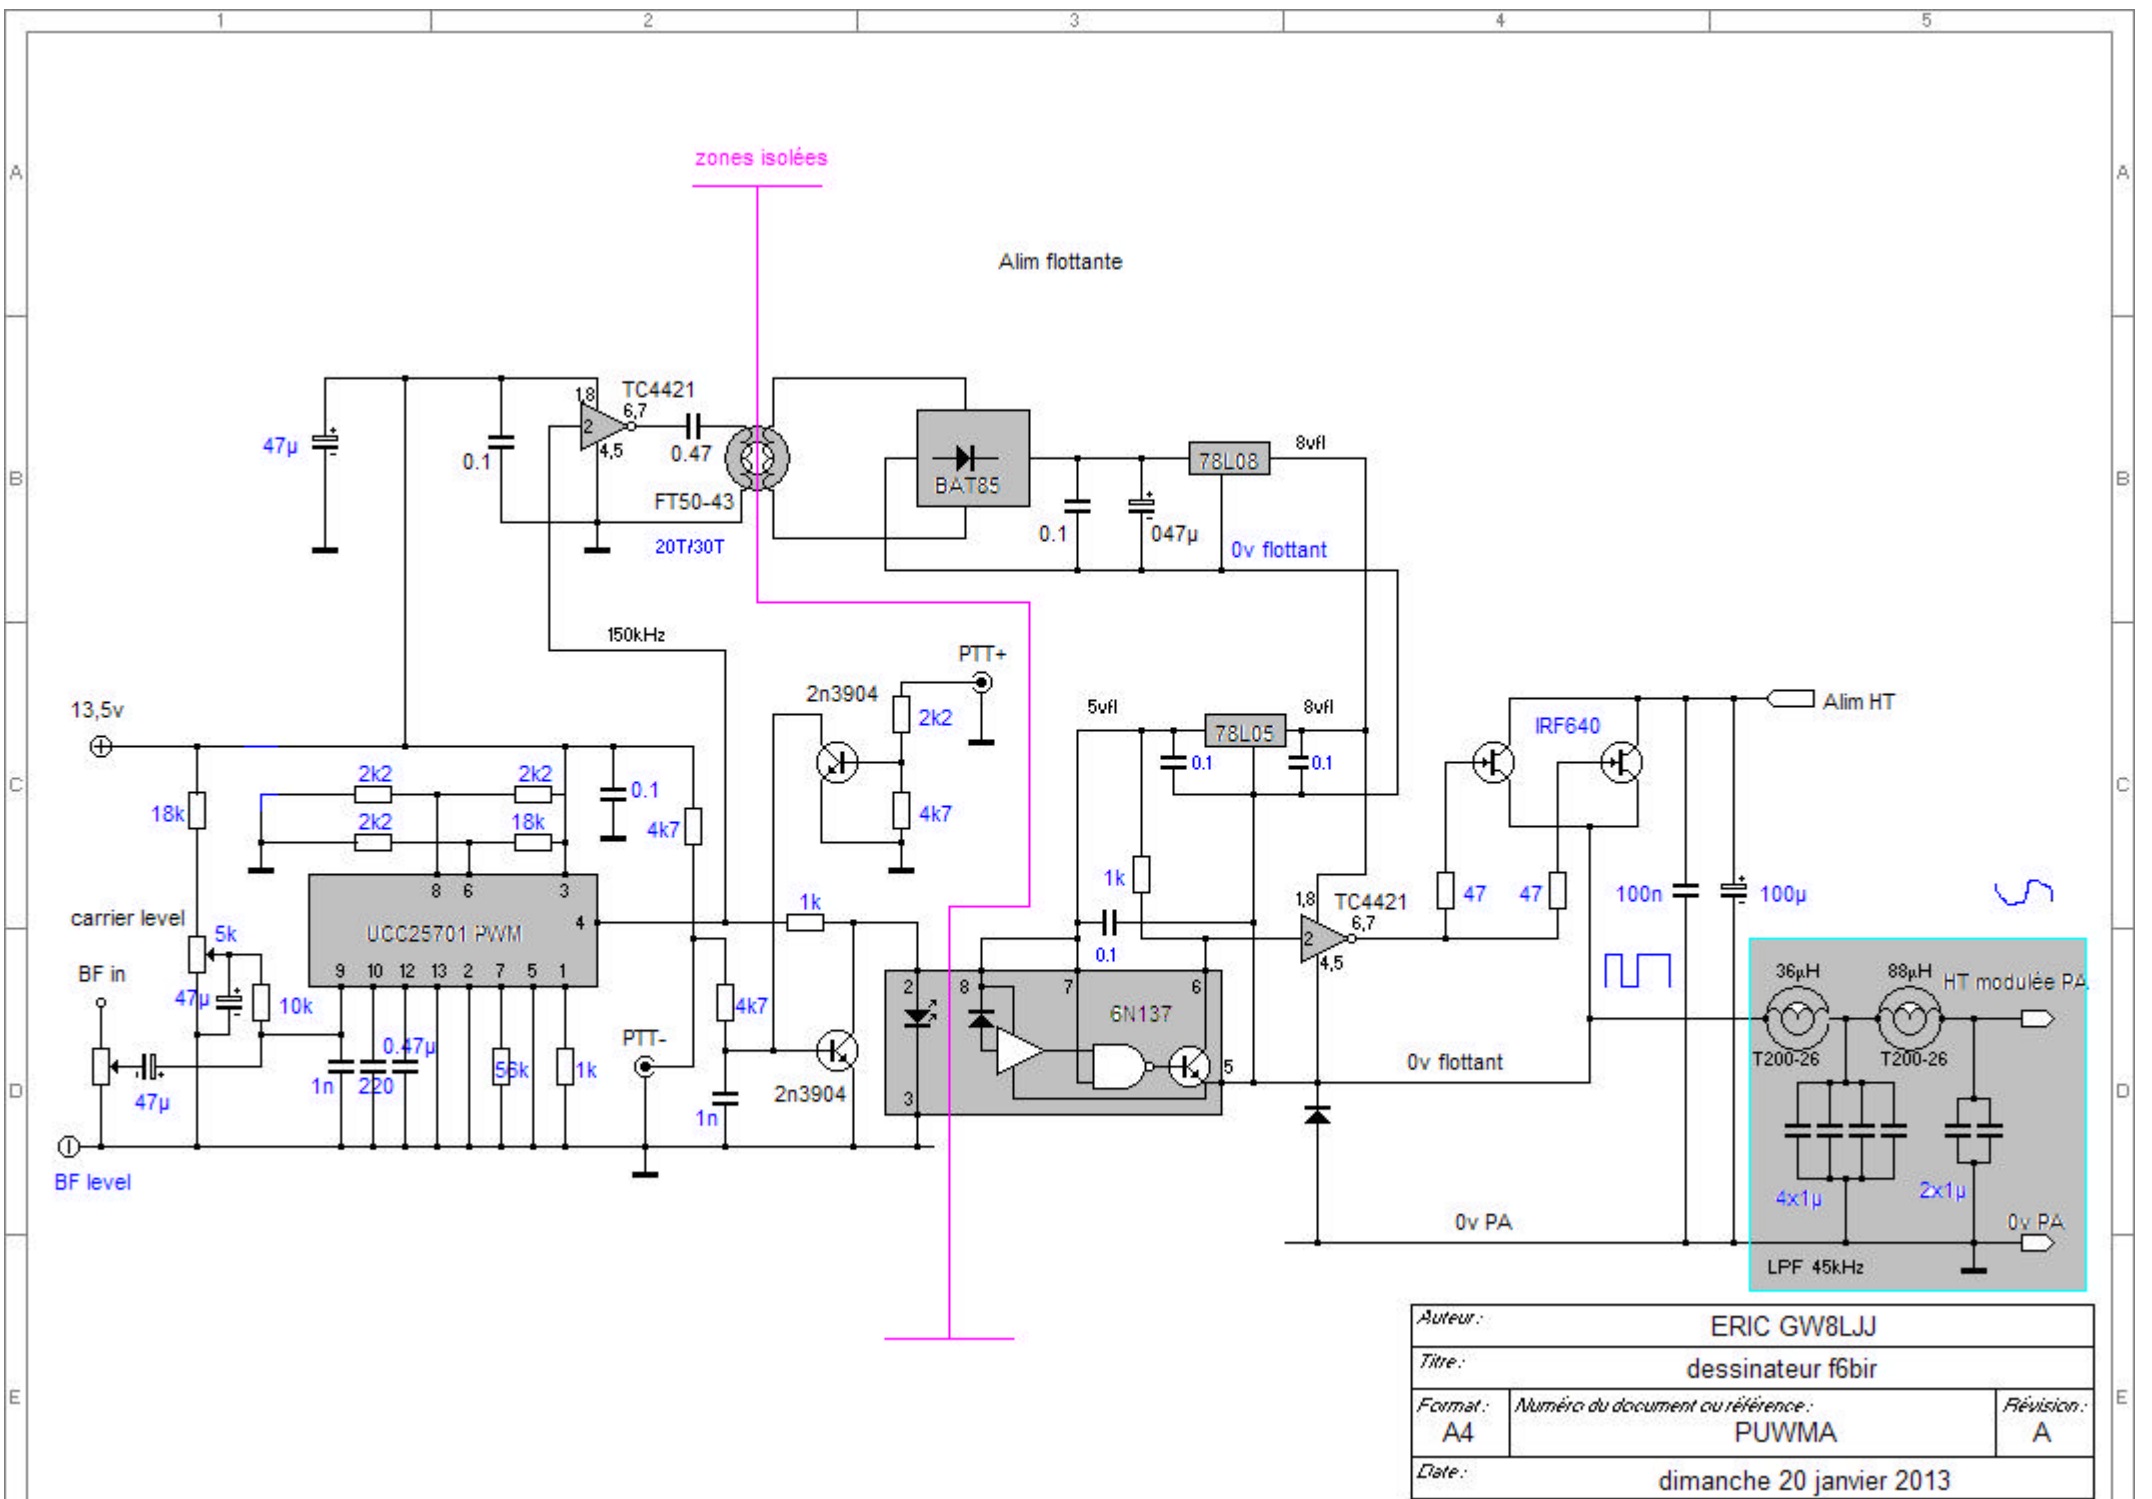 1 2 3 4 5
A A
zones isolées
Alim flottante
1,8 TC4421
6,7
2
4,5
47µ
0.1
0.47
FT50-43
20T/30T
BAT85
78L08
8vfl
0.1
047µ
0v flottant
B B
150kHz
PTT+
2n3904
2k2
4k7
13,5v
5vfl
78L05
8vfl
0.1
0.1
IRF640
Alim HT
C C
2k2 2k2
18k
2k2 18k
0.1
4k7
8 6 3
UCC25701 PWM
4
9 10 12 13 2 7 5 1
1k
1k
0.1
1,8 TC4421
6,7
2
4,5
47 47
100n
100µ
carrier level
5k
BF in
47µ
10k
47µ
1n
220
0.47µ
56k
1k
PTT-
4k7
1n
2n3904
2 8 7 6
6N137
5
3
0v flottant
36µH 88µH
HT modulée PA
T200-26 T200-26
4x1µ
2x1µ
0v PA
LPF 45kHz
0v PA
D D
BF level
Auteur :
ERIC GW8LJJ
Titre :
dessinateur f6bir
Format : Numéro du document ou référence : Révision :
A4 PUWMA A
Date :
dimanche 20 janvier 2013
E E